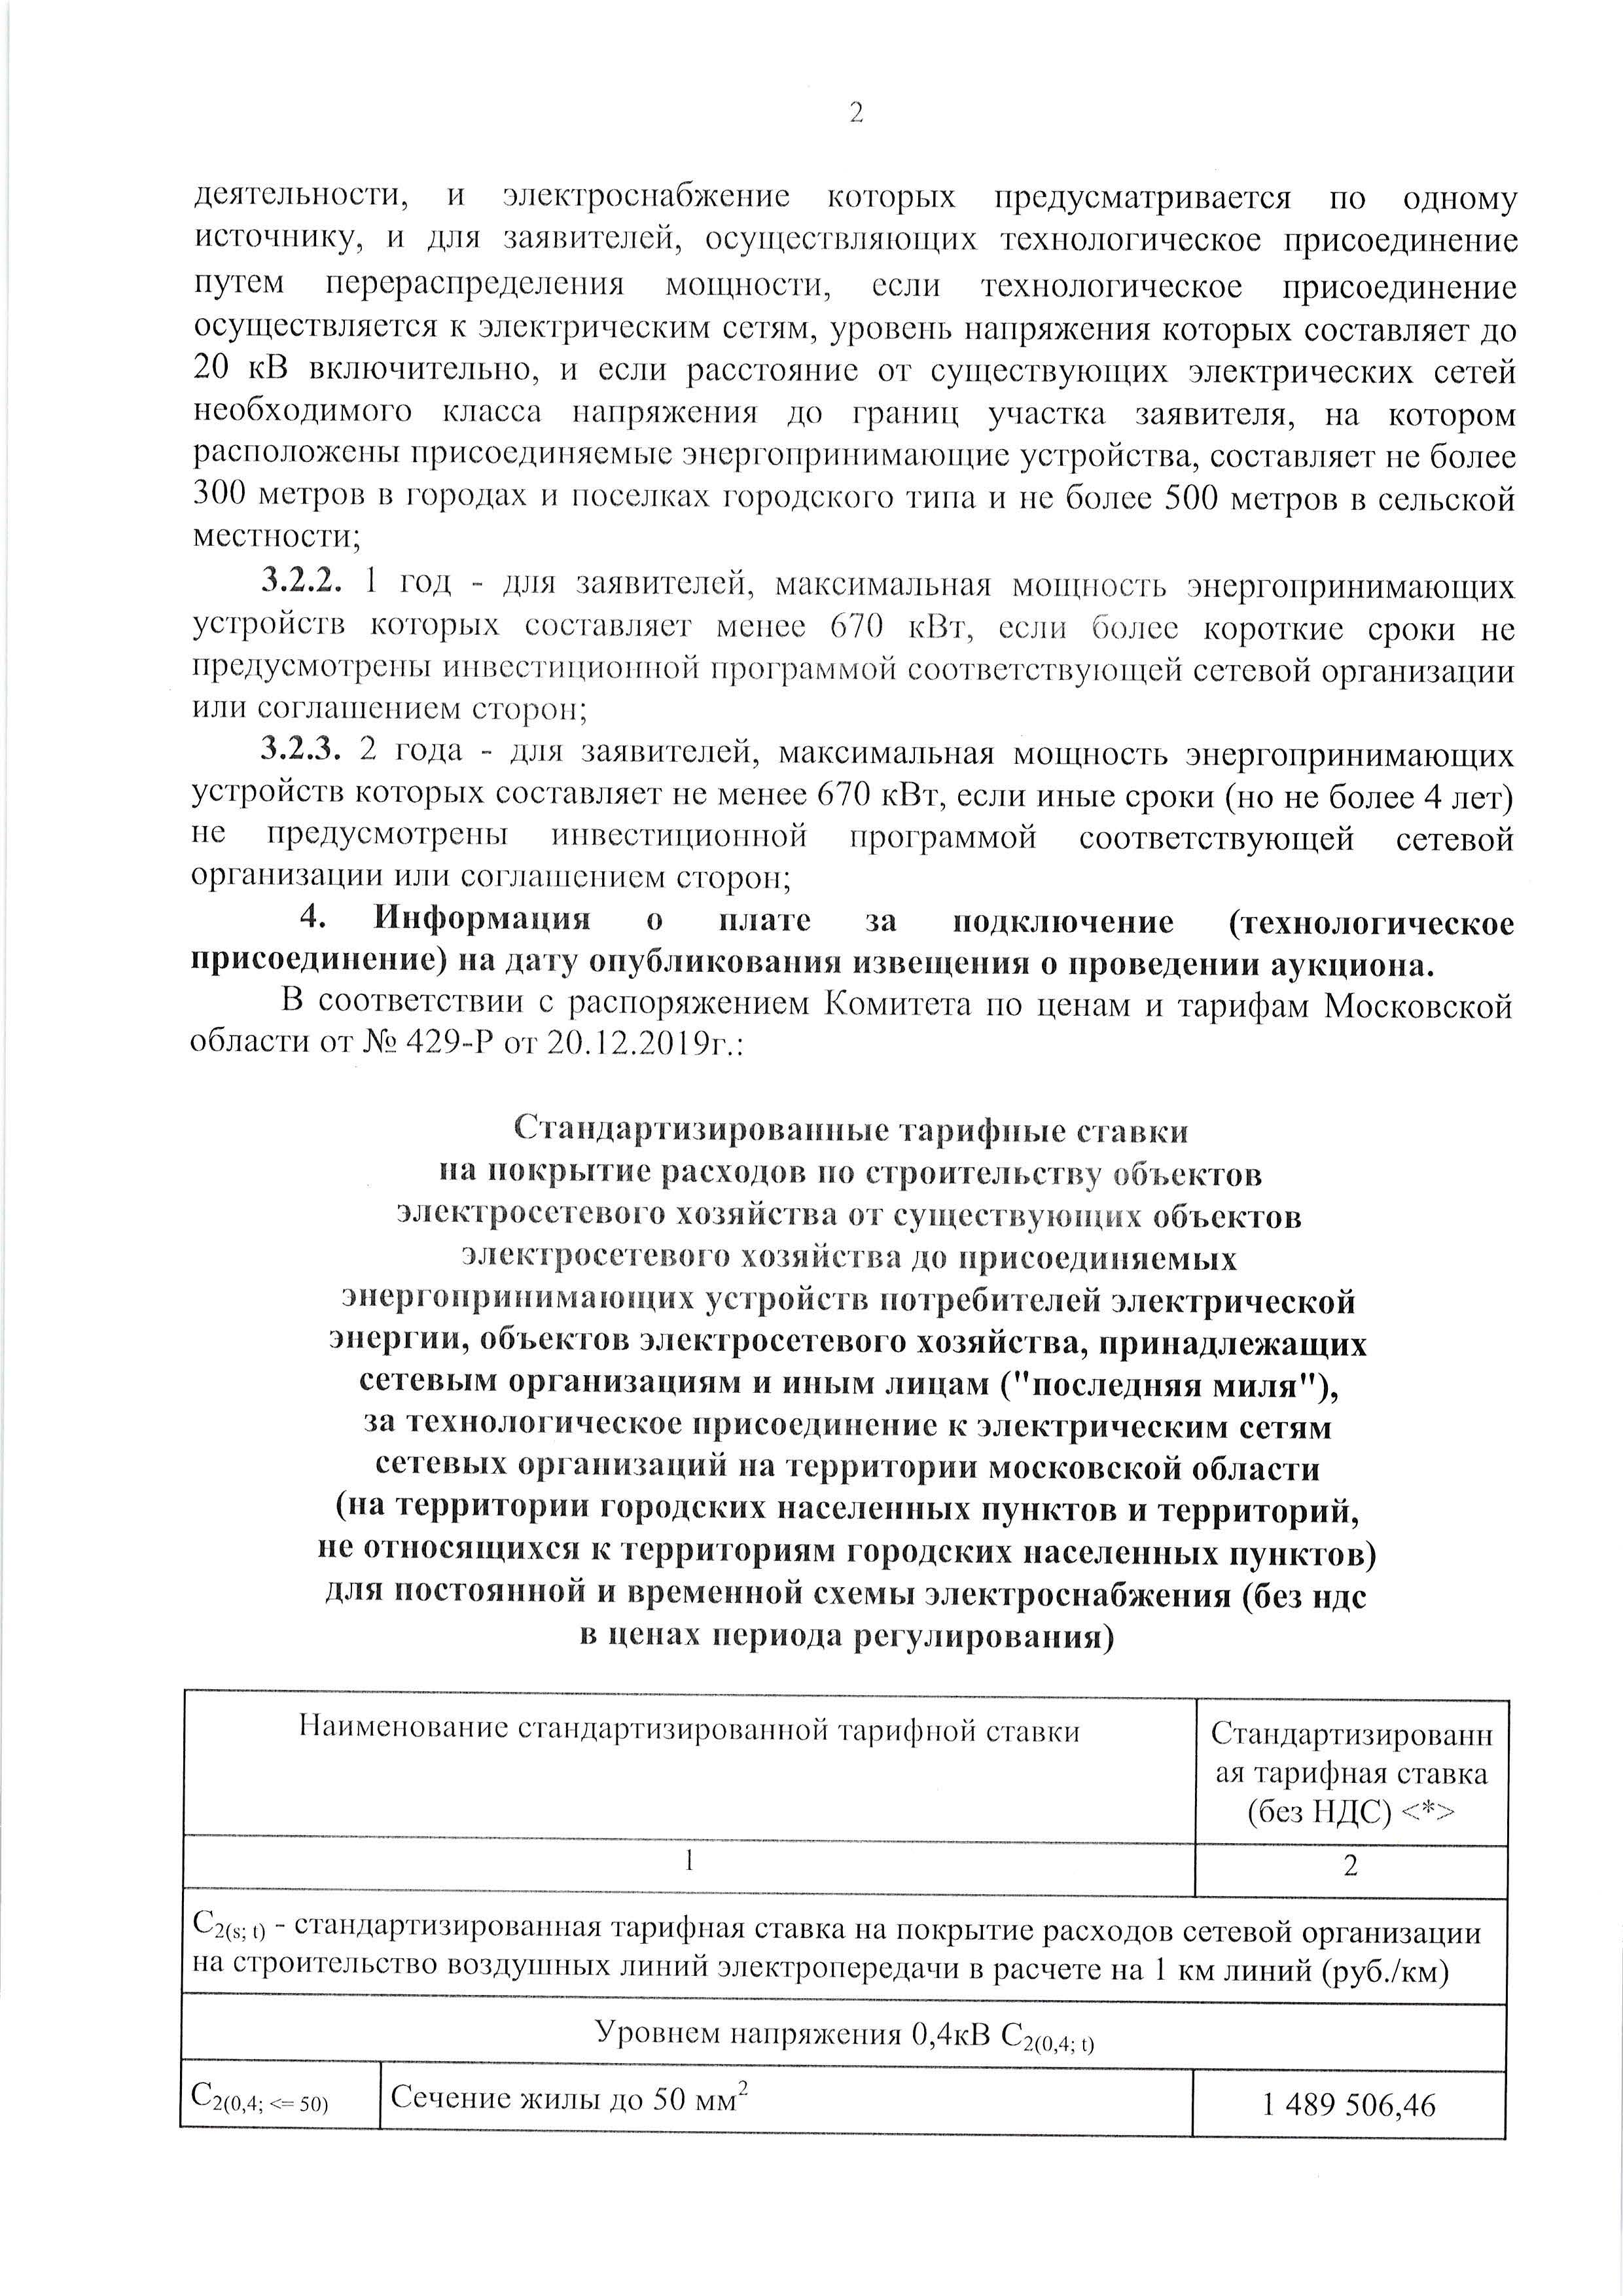 2
деятельности, и электроснабжение которых предусматривается по одному
источнику, и для заявителей, осуществляющих технологическое присоединение
путем перераспределения мощности, если технологическое присоединение
осуществляется к электрическим сетям, уровень напряжения которых составляет до
20 кВ включительно, и если расстояние от существующих электрических сетей
необходимого класса напряжения до границ участка заявителя, на котором
расположены присоединяемые энергопринимающие устройства, составляет не более
300 метров в городах и поселках городского типа и не более 500 метров в сельской
местности;
3.2.2. 1 год - для заявителей, максимальная мощность энергопринимающих
устройств которых составляет менее 670 кВт, если более короткие сроки не
предусмотрены инвестиционной программой соответствующей сетевой организации
или соглашением сторон;
3.2.3. 2 года - для заявителей, максимальная мощность энергопринимающих
устройств которых составляет не менее 670 кВт, если иные сроки (но не более 4 лет)
не предусмотрены инвестиционной программой соответствующей сетевой
организации или соглашением сторон;
4. Информация о плате за подключение (технологическое
присоединение) на дату опубликования извещения о проведении аукциона.
В соответствии с распоряжением Комитета по ценам и тарифам Московской
области от № 429-Р от 20.12.2019г.:
Стандартизированные тарифные ставки
на покрытие расходов по строительству объектов
электросетевого хозяйства от существующих объектов
электросетевого хозяйства до присоединяемых
энергопринимающих устройств потребителей электрической
энергии, объектов электросетевого хозяйства, принадлежащих
сетевым организациям и иным лицам ("последняя миля"),
за технологическое присоединение к электрическим сетям
сетевых организаций на территории московской области
(на территории городских населенных пунктов и территорий,
не относящихся к территориям городских населенных пунктов)
для постоянной и временной схемы электроснабжения (без ндс
в ценах периода регулирования)
Наименование стандартизированной тарифной ставки
Стандартизированн
ая тарифная ставка
(без НДС) <*>
1
2
C2(s; t) - стандартизированная тарифная ставка на покрытие расходов сетевой организации
на строительство воздушных линий электропередачи в расчете на 1 км линий (руб./км)
Уровнем напряжения 0,4кВ C2(0,4; t)
C2(0,4; <= 50)
Сечение жилы до 50 мм²
1 489 506,46